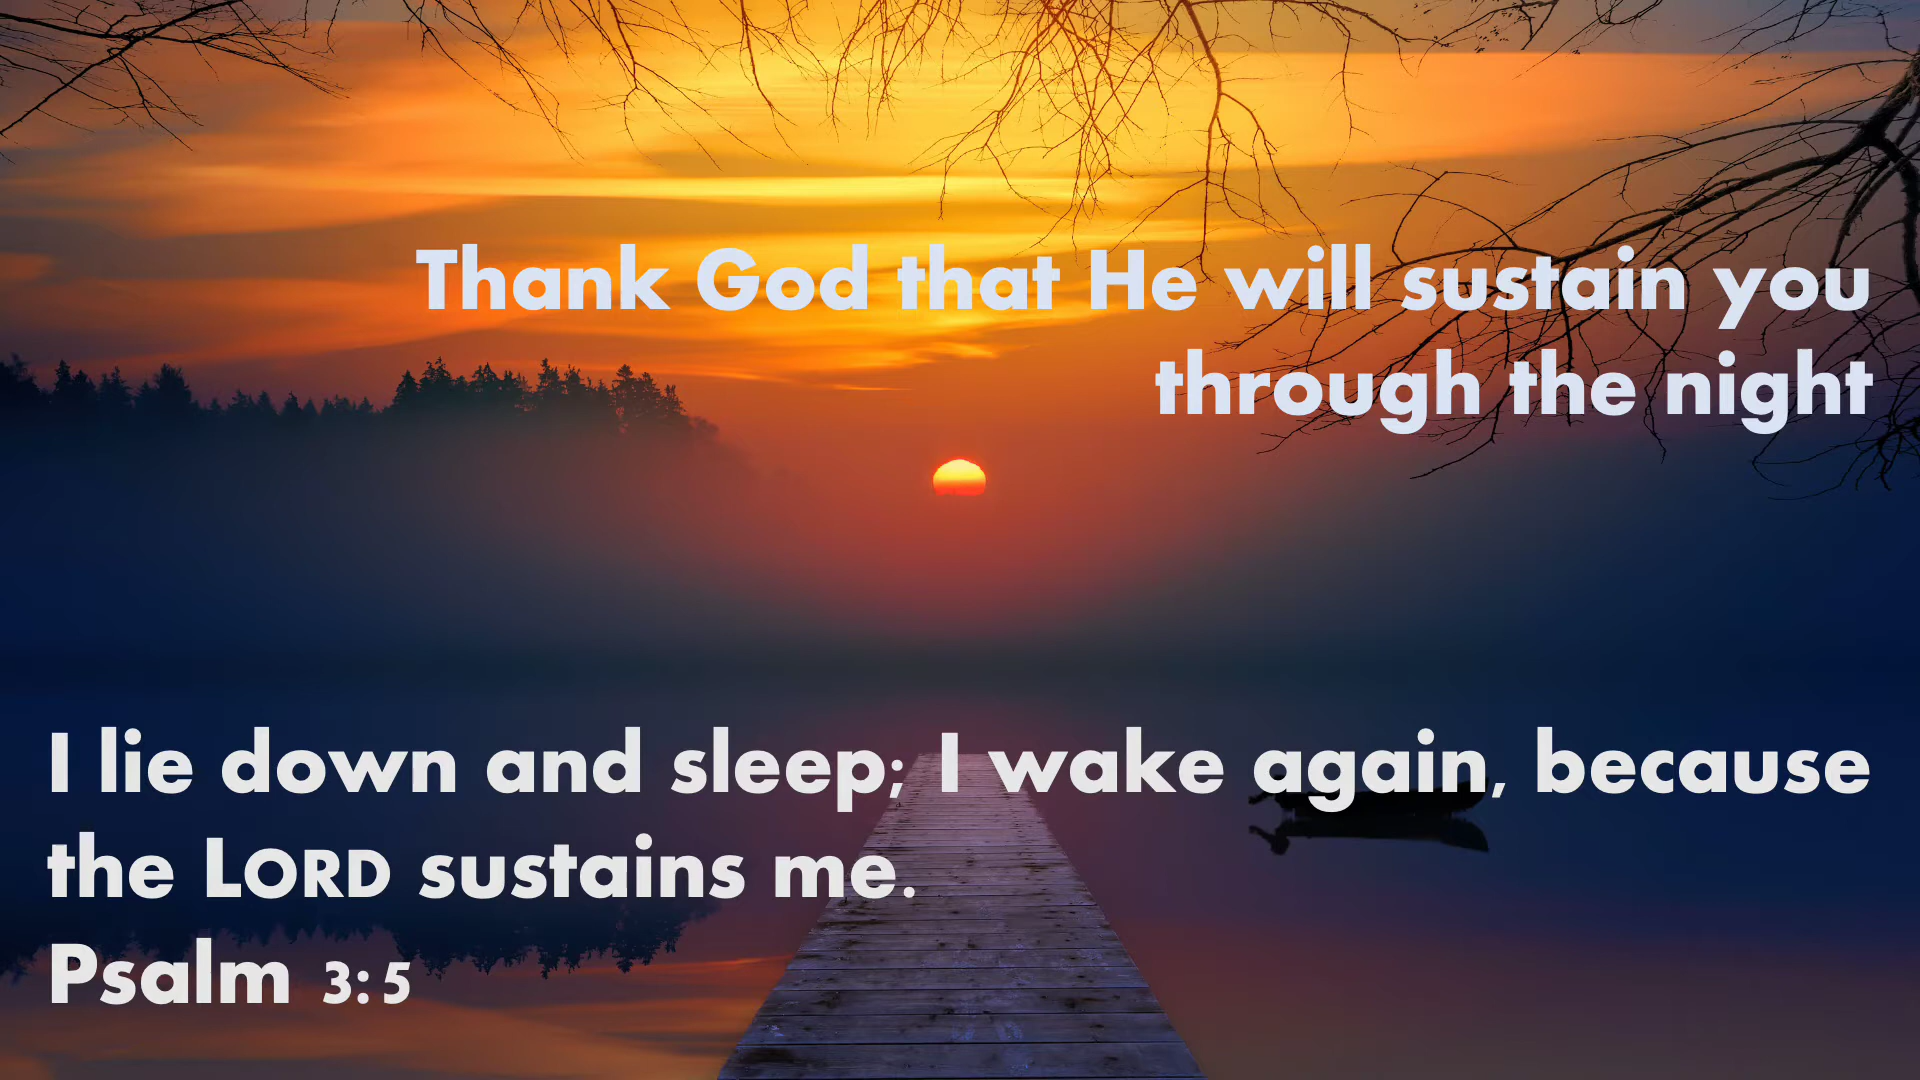 Thank God that He will sustain you
through the night
I lie down and sleep; I wake again, because
the LORD sustains me.
Psalm 3:5